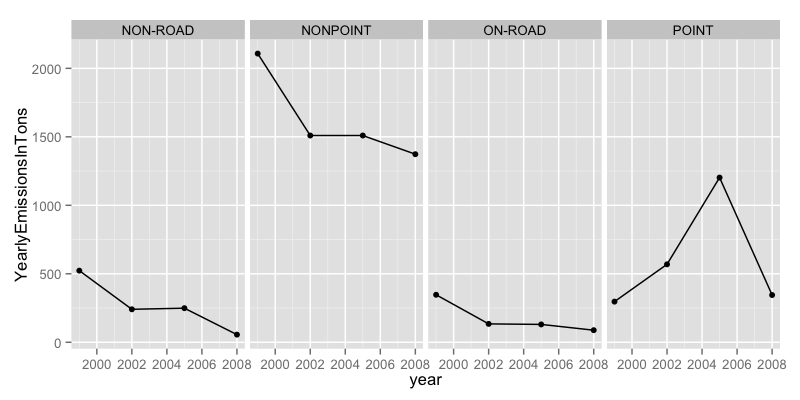 NON-ROAD NONPOINT ON-ROAD POINT
YearlyEmissionsInTons
2000
1500
1000
500
0
2000 2002 2004 2006 2008 2000 2002 2004 2006 2008 2000 2002 2004 2006 2008 2000 2002 2004 2006 2008
year